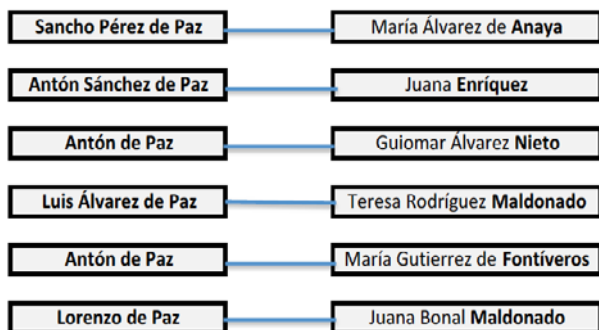 Sancho Pérez de Paz María Álvarez de Anaya
Antón Sánchez de Paz Juana Enríquez
Antón de Paz Guiomar Álvarez Nieto
Luis Álvarez de Paz Teresa Rodríguez Maldonado
Antón de Paz María Gutierrez de Fontíveros
Lorenzo de Paz Juana Bonal Maldonado